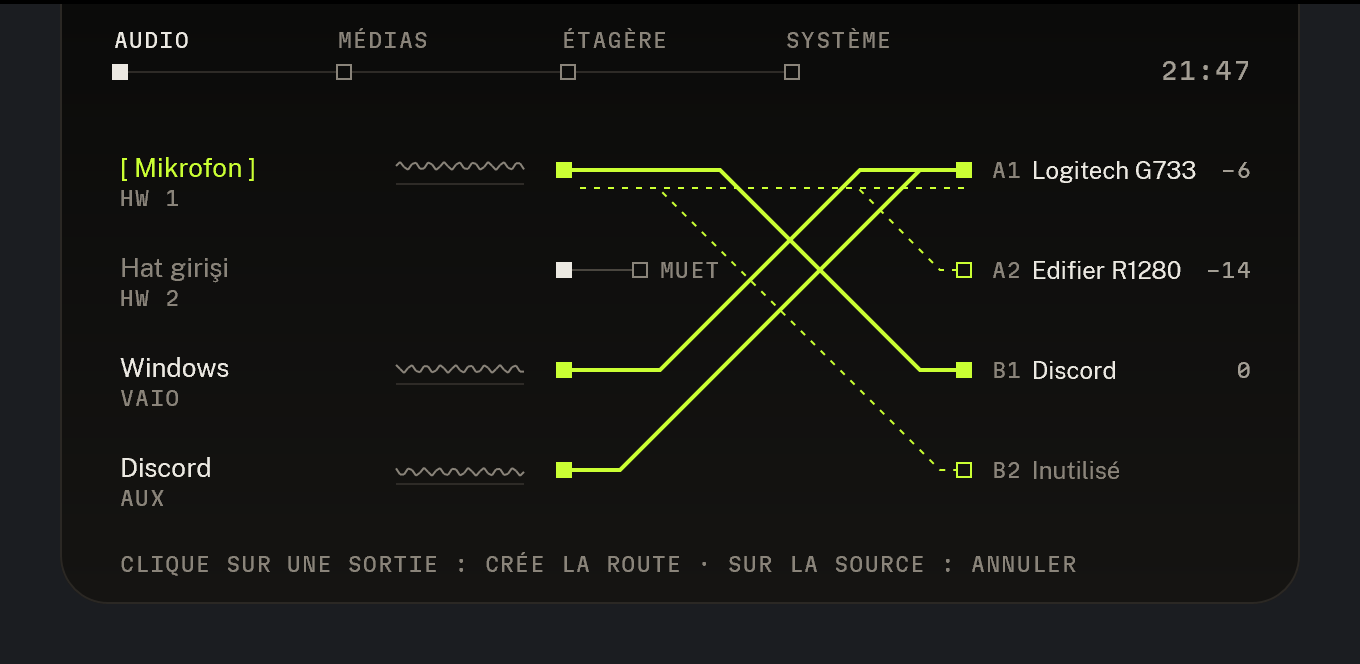 AUDIO MÉDIAS ÉTAGÈRE SYSTÈME
21:47
[ Mikrofon ] A1 Logitech G733 −6
HW 1
Hat girişi MUET A2 Edifier R1280 −14
HW 2
Windows B1 Discord 0
VAIO
Discord B2 Inutilisé
AUX
CLIQUE SUR UNE SORTIE : CRÉE LA ROUTE · SUR LA SOURCE : ANNULER